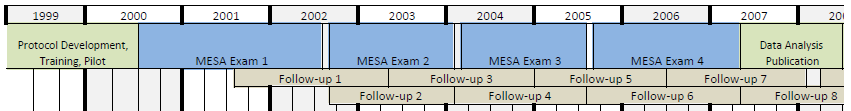 1999 2000 2001 2002 2003 2004 2005 2006 2007
Protocol Development,
Training, Pilot
MESA Exam 1 MESA Exam 2 MESA Exam 3 MESA Exam 4
Data Analysis
Publication
Follow-up 1 Follow-up 3 Follow-up 5 Follow-up 7
Follow-up 2 Follow-up 4 Follow-up 6 Follow-up 8